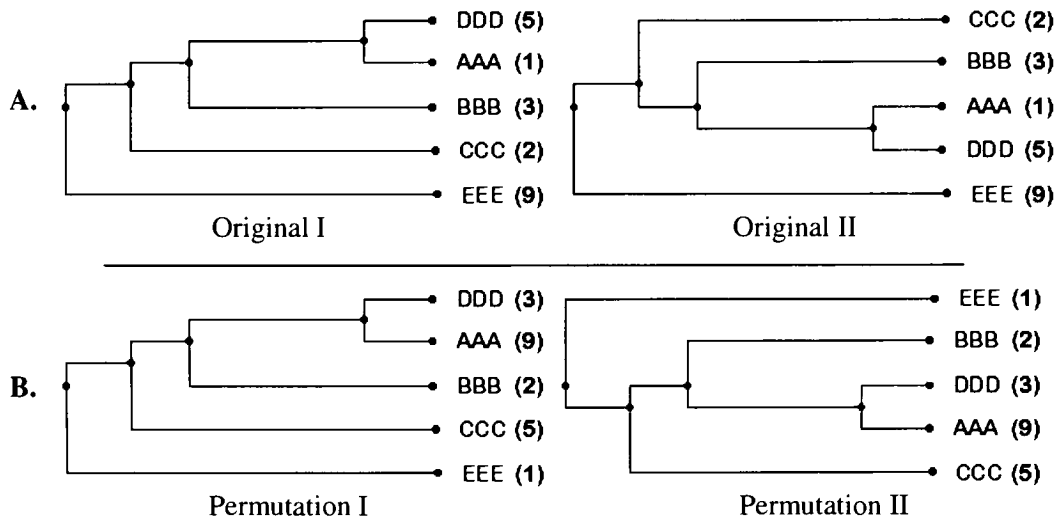 A.
DDD (5)
AAA (1)
BBB (3)
CCC (2)
EEE (9)
Original I
CCC (2)
BBB (3)
AAA (1)
DDD (5)
EEE (9)
Original II
B.
DDD (3)
AAA (9)
BBB (2)
CCC (5)
EEE (1)
Permutation I
EEE (1)
BBB (2)
DDD (3)
AAA (9)
CCC (5)
Permutation II